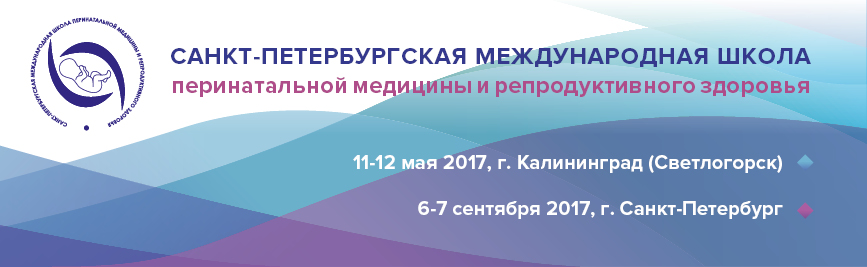 САНКТ-ПЕТЕРБУРГСКАЯ МЕЖДУНАРОДНАЯ ШКОЛА ПЕРИНАТАЛЬНОЙ МЕДИЦИНЫ И РЕПРОДУКТИВНОГО ЗДОРОВЬЯ
САНКТ-ПЕТЕРБУРГСКАЯ МЕЖДУНАРОДНАЯ ШКОЛА
перинатальной медицины и репродуктивного здоровья
11-12 мая 2017, г. Калининград (Светлогорск)
6-7 сентября 2017, г. Санкт-Петербург